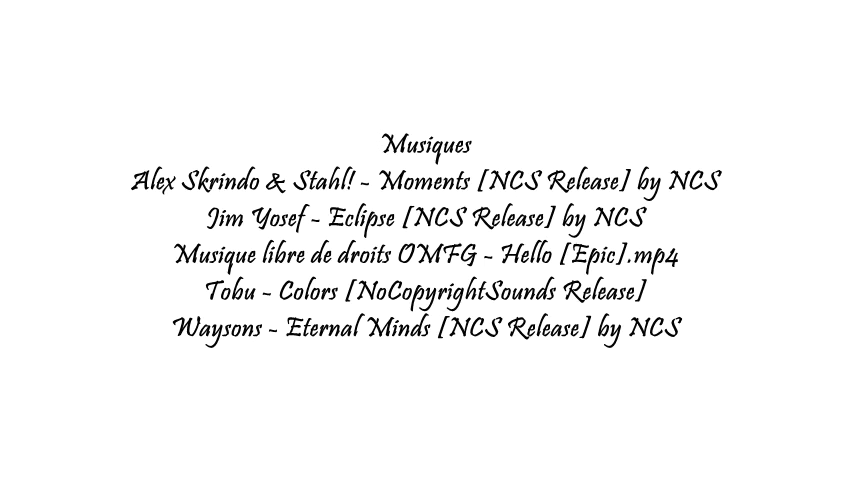 Musiques
Alex Skrindo & Stahl! - Moments [NCS Release] by NCS
Jim Yosef - Eclipse [NCS Release] by NCS
Musique libre de droits OMFG - Hello [Epic].mp4
Tobu - Colors [NoCopyrightSounds Release]
Waysons - Eternal Minds [NCS Release] by NCS